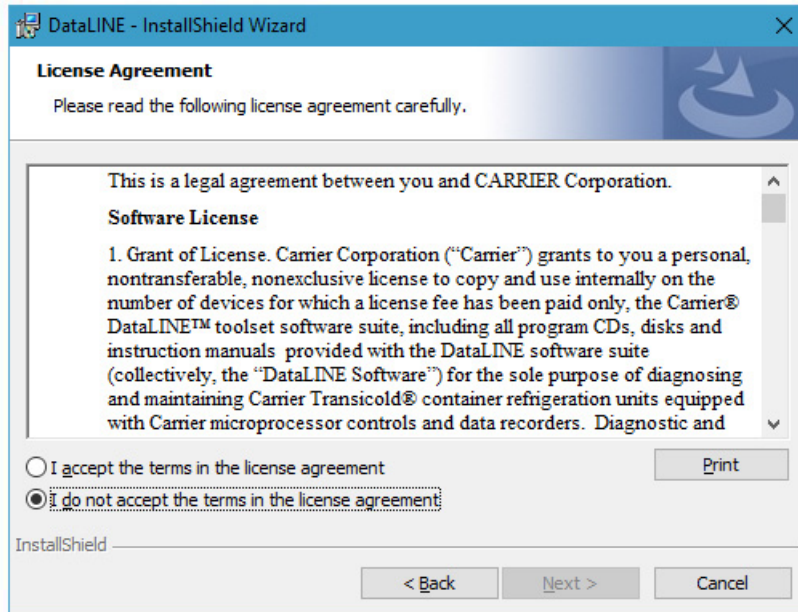 DataLINE - InstallShield Wizard
License Agreement
Please read the following license agreement carefully.
This is a legal agreement between you and CARRIER Corporation.
Software License
1. Grant of License. Carrier Corporation (“Carrier”) grants to you a personal,
nontransferable, nonexclusive license to copy and use internally on the
number of devices for which a license fee has been paid only, the Carrier®
DataLINE™ toolset software suite, including all program CDs, disks and
instruction manuals  provided with the DataLINE software suite
(collectively, the “DataLINE Software”) for the sole purpose of diagnosing
and maintaining Carrier Transicold® container refrigeration units equipped
with Carrier microprocessor controls and data recorders.  Diagnostic and
I accept the terms in the license agreement
Print
I do not accept the terms in the license agreement
InstallShield
< Back
Next >
Cancel